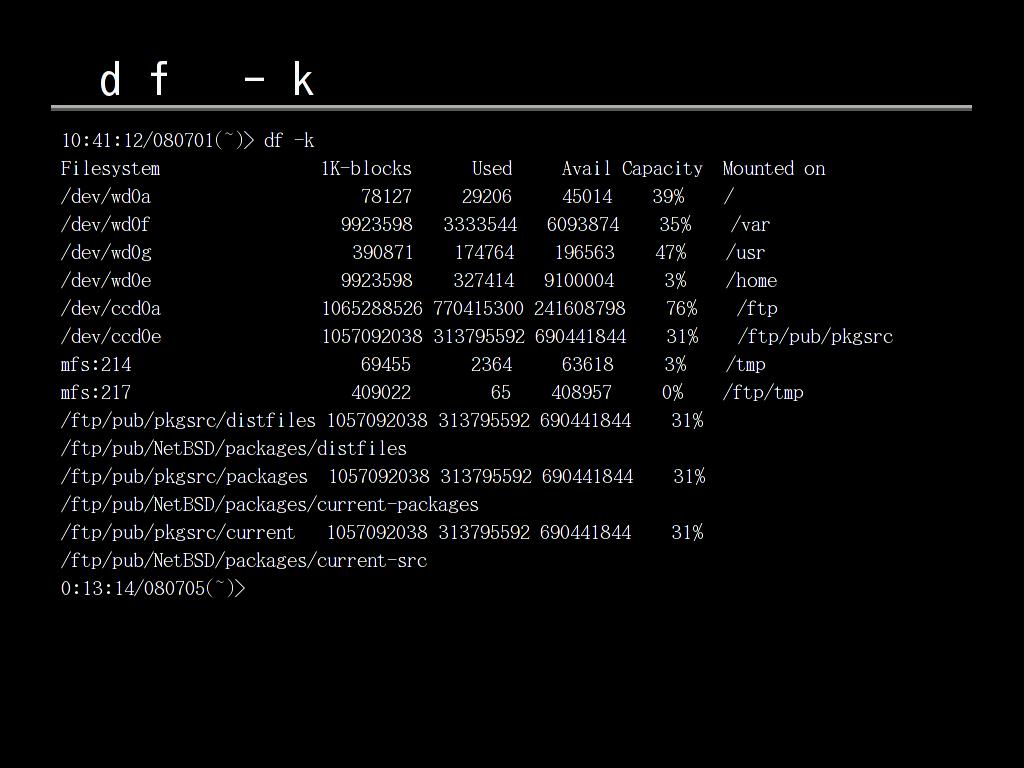 df -k
10:41:12/080701(~)> df -k
Filesystem 1K-blocks Used Avail Capacity Mounted on
/dev/wd0a 78127 29206 45014 39% /
/dev/wd0f 9923598 3333544 6093874 35% /var
/dev/wd0g 390871 174764 196563 47% /usr
/dev/wd0e 9923598 327414 9100004 3% /home
/dev/ccd0a 1065288526 770415300 241608798 76% /ftp
/dev/ccd0e 1057092038 313795592 690441844 31% /ftp/pub/pkgsrc
mfs:214 69455 2364 63618 3% /tmp
mfs:217 409022 65 408957 0% /ftp/tmp
/ftp/pub/pkgsrc/distfiles 1057092038 313795592 690441844 31%
/ftp/pub/NetBSD/packages/distfiles
/ftp/pub/pkgsrc/packages 1057092038 313795592 690441844 31%
/ftp/pub/NetBSD/packages/current-packages
/ftp/pub/pkgsrc/current 1057092038 313795592 690441844 31%
/ftp/pub/NetBSD/packages/current-src
0:13:14/080705(~)>